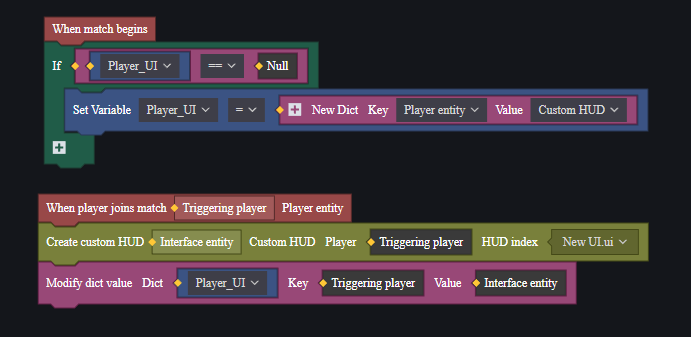 When match begins
If Player_UI == Null
Set Variable Player_UI = New Dict Key Player entity Value Custom HUD
When player joins match Triggering player Player entity
Create custom HUD Interface entity Custom HUD Player Triggering player HUD index New UI.ui
Modify dict value Dict Player_UI Key Triggering player Value Interface entity